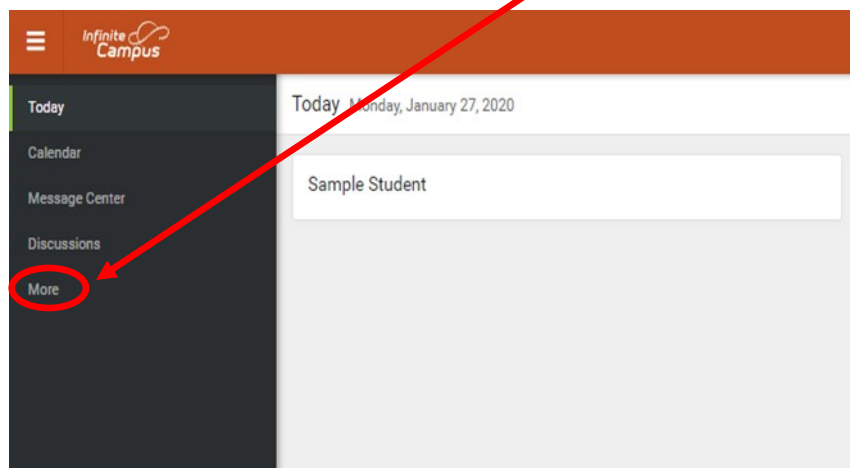 Infinite
Campus
Today
Calendar
Message Center
Discussions
More
Today Monday, January 27, 2020
Sample Student